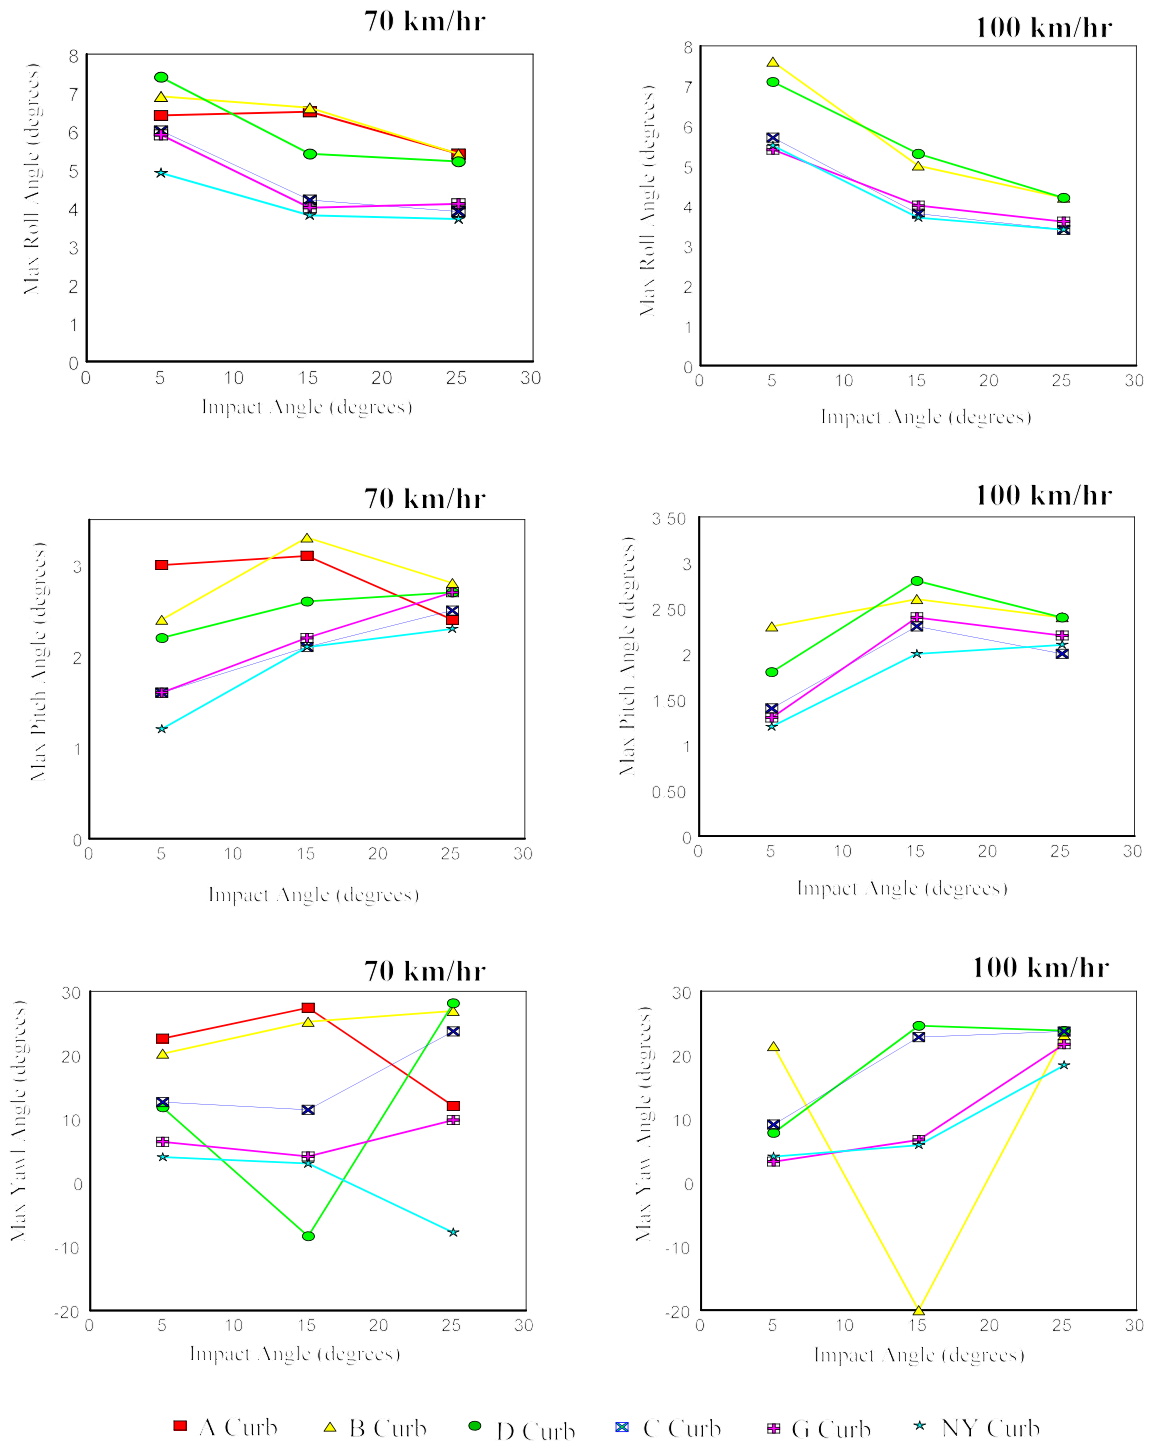 70 km/hr
8
7
6
5
4
3
2
1
0
0 5 10 15 20 25 30
Max Roll Angle (degrees)
Impact Angle (degrees)
100 km/hr
8
7
6
5
4
3
2
1
0
0 5 10 15 20 25 30
Max Roll Angle (degrees)
Impact Angle (degrees)
70 km/hr
3
2
1
0
0 5 10 15 20 25 30
Max Pitch Angle (degrees)
Impact Angle (degrees)
100 km/hr
3 50
3
2 50
2
1 50
1
0 50
0
0 5 10 15 20 25 30
Max Pitch Angle (degrees)
Impact Angle (degrees)
70 km/hr
30
20
10
0
-10
-20
0 5 10 15 20 25 30
Max Yawl Angle (degrees)
Impact Angle (degrees)
100 km/hr
30
20
10
0
-10
-20
0 5 10 15 20 25 30
Max Yaw Angle (degrees)
Impact Angle (degrees)
A Curb B Curb D Curb C Curb G Curb NY Curb